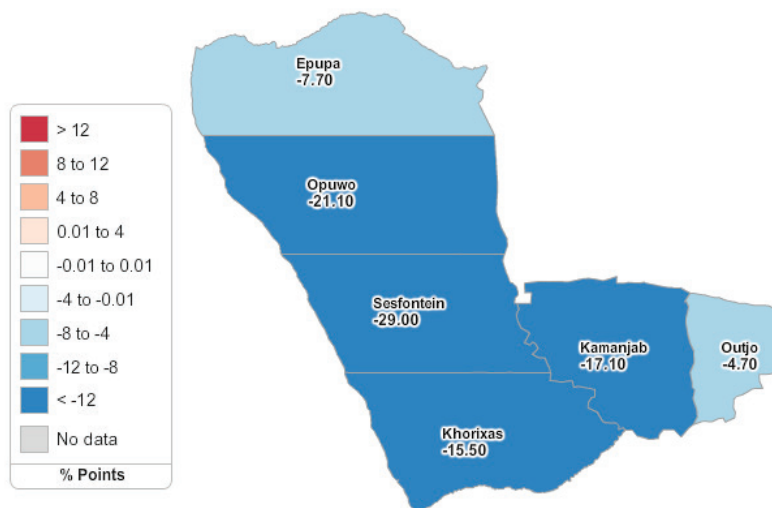 Epupa
-7.70
> 12
8 to 12
4 to 8
0.01 to 4
-0.01 to 0.01
-4 to -0.01
-8 to -4
-12 to -8
< -12
No data
% Points
Opuwo
-21.10
Sesfontein
-29.00
Kamanjab
-17.10
Outjo
-4.70
Khorixas
-15.50